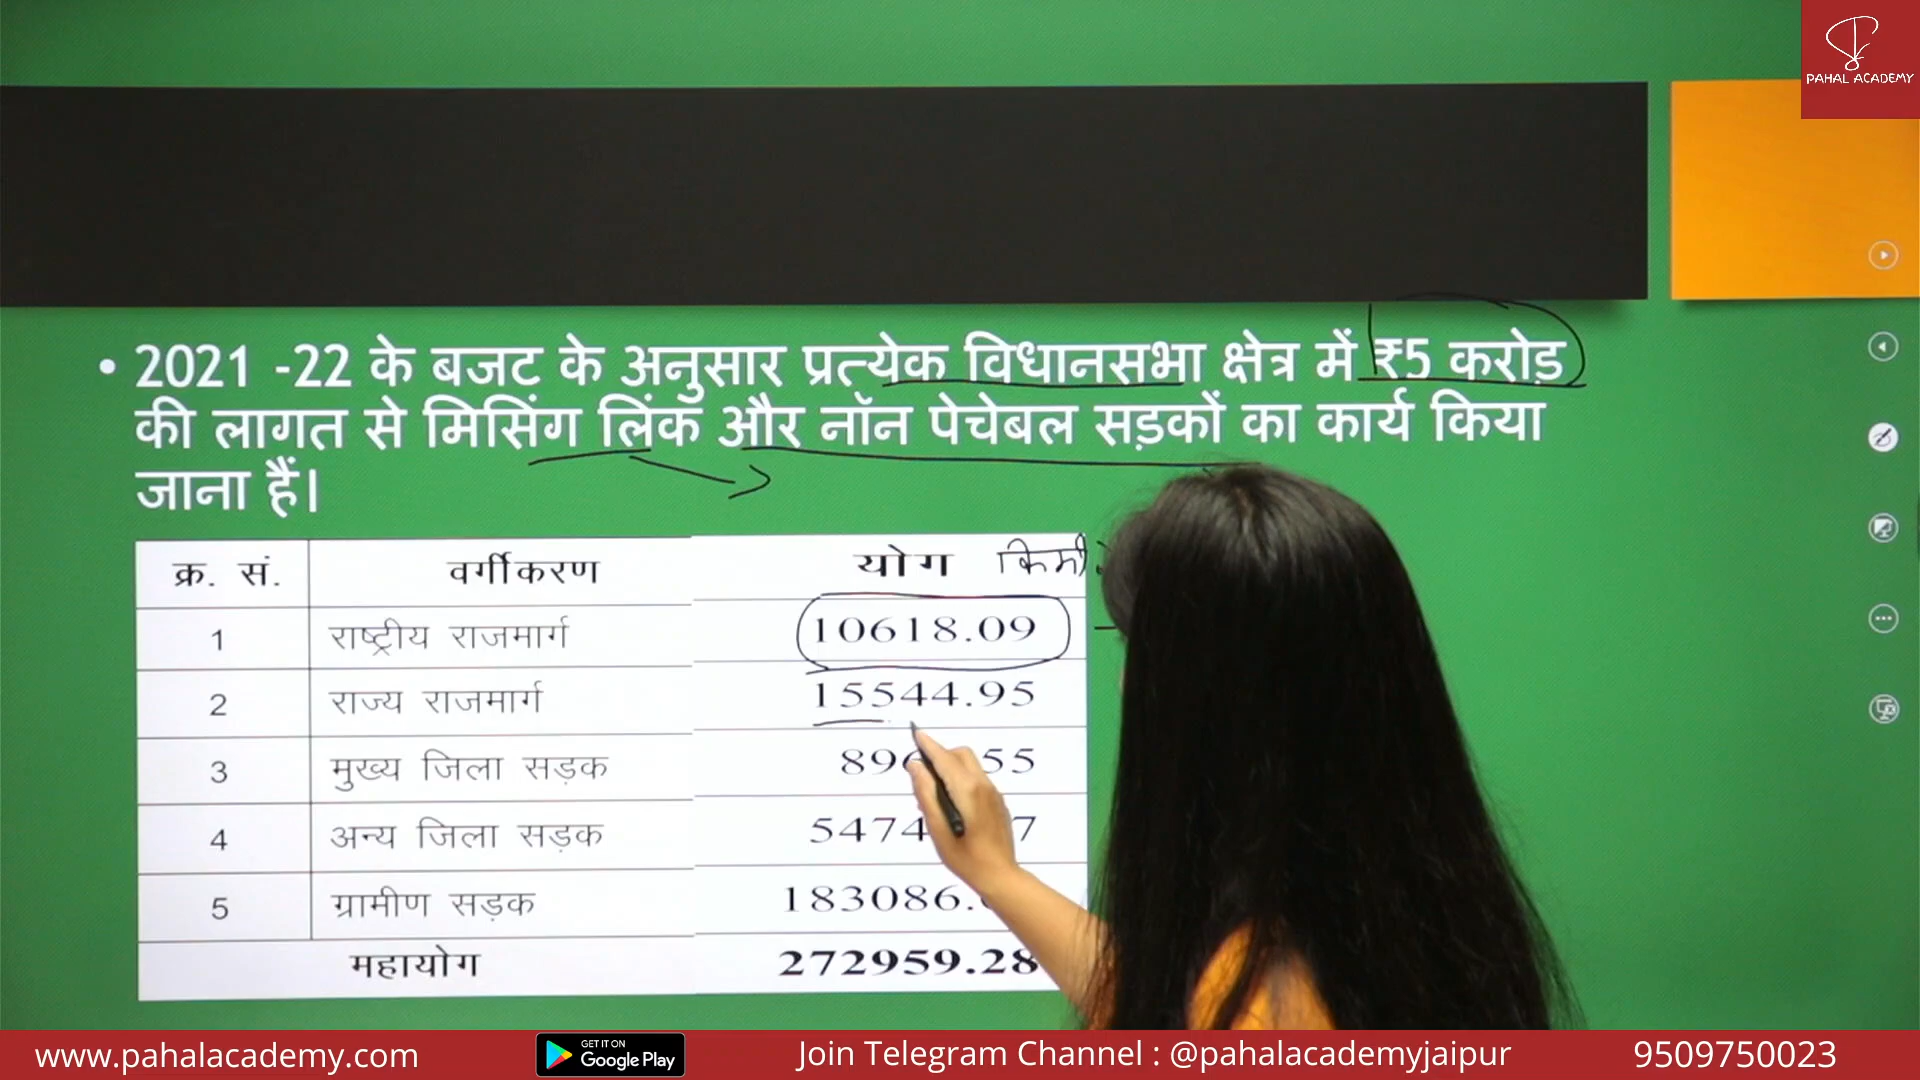 PAHAL ACADEMY
• 2021 -22 के बजट के अनुसार प्रत्येक विधानसभा क्षेत्र में ₹5 करोड़
की लागत से मिसिंग लिंक और नॉन पेचेबल सड़कों का कार्य किया
जाना हैं।
क्र. सं. वर्गीकरण योग किमी.
1 राष्ट्रीय राजमार्ग 10618.09
2 राज्य राजमार्ग 15544.95
3 मुख्य जिला सड़क
4 अन्य जिला सड़क
5 ग्रामीण सड़क
महायोग 272959.28
www.pahalacademy.com GET IT ON Google Play Join Telegram Channel : @pahalacademyjaipur 9509750023